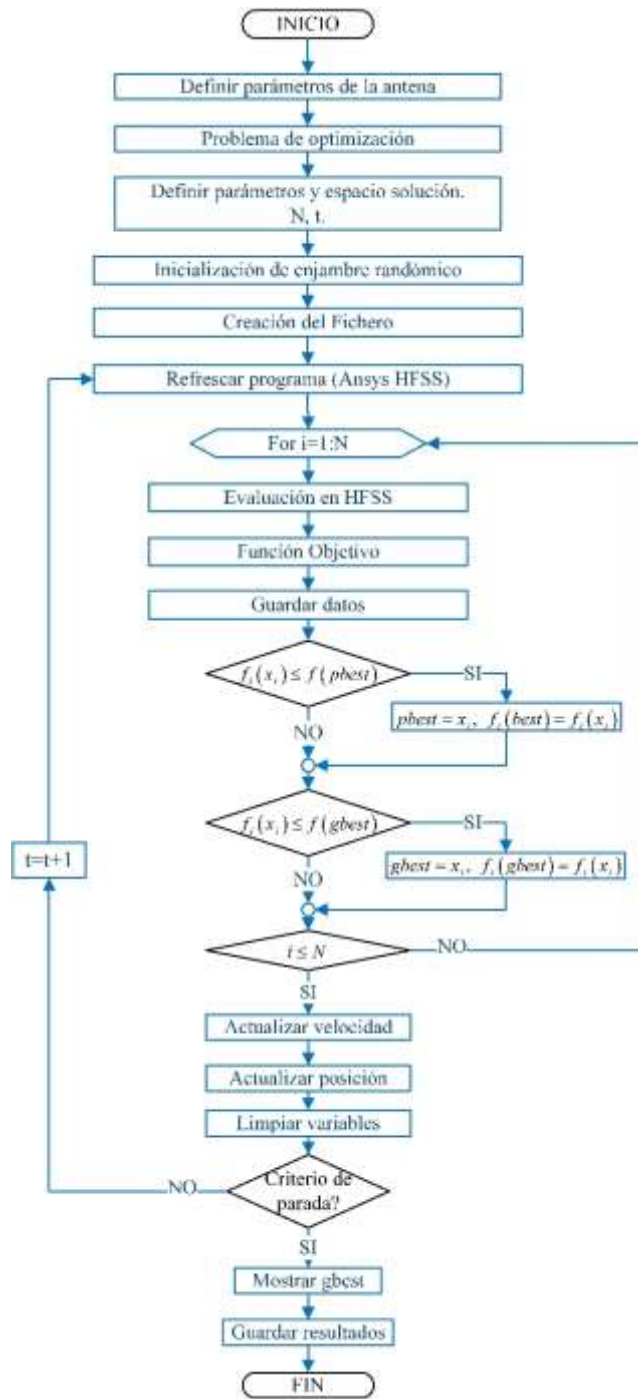 INICIO
Definir parámetros de la antena
Problema de optimización
Definir parámetros y espacio solución.
N, t.
Inicialización de enjambre randómico
Creación del Fichero
Refrescar programa (Ansys HFSS)
For i=1:N
Evaluación en HFSS
Función Objetivo
Guardar datos
f_i(x_i) ≤ f(pbest)
SI
pbest = x_i, f_i(best) = f_i(x_i)
NO
f_i(x_i) ≤ f(gbest)
SI
gbest = x_i, f_i(gbest) = f_i(x_i)
t=t+1
NO
i ≤ N
NO
SI
Actualizar velocidad
Actualizar posición
Limpiar variables
Criterio de
parada?
NO
SI
Mostrar gbest
Guardar resultados
FIN